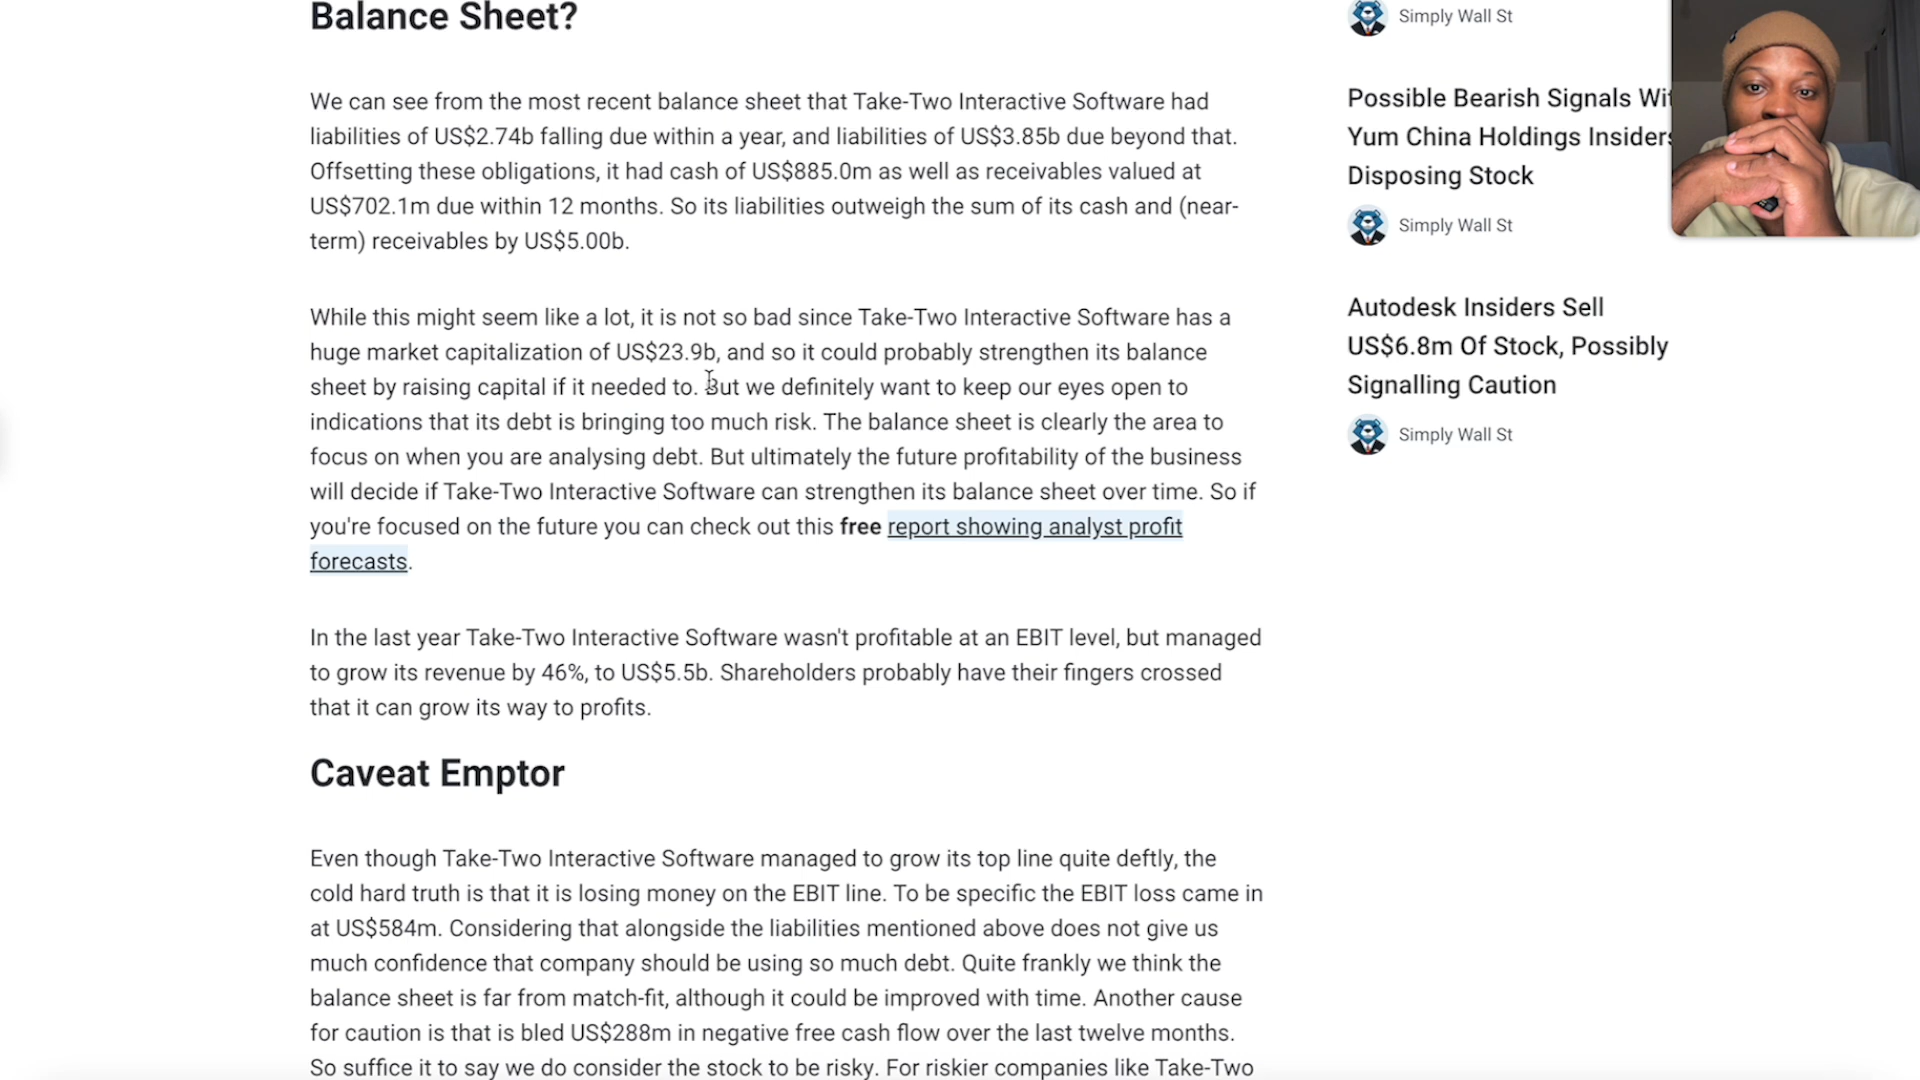 Balance Sheet?
We can see from the most recent balance sheet that Take-Two Interactive Software had
liabilities of US$2.74b falling due within a year, and liabilities of US$3.85b due beyond that.
Offsetting these obligations, it had cash of US$885.0m as well as receivables valued at
US$702.1m due within 12 months. So its liabilities outweigh the sum of its cash and (near-
term) receivables by US$5.00b.
While this might seem like a lot, it is not so bad since Take-Two Interactive Software has a
huge market capitalization of US$23.9b, and so it could probably strengthen its balance
sheet by raising capital if it needed to. But we definitely want to keep our eyes open to
indications that its debt is bringing too much risk. The balance sheet is clearly the area to
focus on when you are analysing debt. But ultimately the future profitability of the business
will decide if Take-Two Interactive Software can strengthen its balance sheet over time. So if
you're focused on the future you can check out this free report showing analyst profit
forecasts.
In the last year Take-Two Interactive Software wasn't profitable at an EBIT level, but managed
to grow its revenue by 46%, to US$5.5b. Shareholders probably have their fingers crossed
that it can grow its way to profits.
Caveat Emptor
Even though Take-Two Interactive Software managed to grow its top line quite deftly, the
cold hard truth is that it is losing money on the EBIT line. To be specific the EBIT loss came in
at US$584m. Considering that alongside the liabilities mentioned above does not give us
much confidence that company should be using so much debt. Quite frankly we think the
balance sheet is far from match-fit, although it could be improved with time. Another cause
for caution is that is bled US$288m in negative free cash flow over the last twelve months.
So suffice it to say we do consider the stock to be risky. For riskier companies like Take-Two
Simply Wall St
Possible Bearish Signals Wit
Yum China Holdings Insiders
Disposing Stock
Simply Wall St
Autodesk Insiders Sell
US$6.8m Of Stock, Possibly
Signalling Caution
Simply Wall St